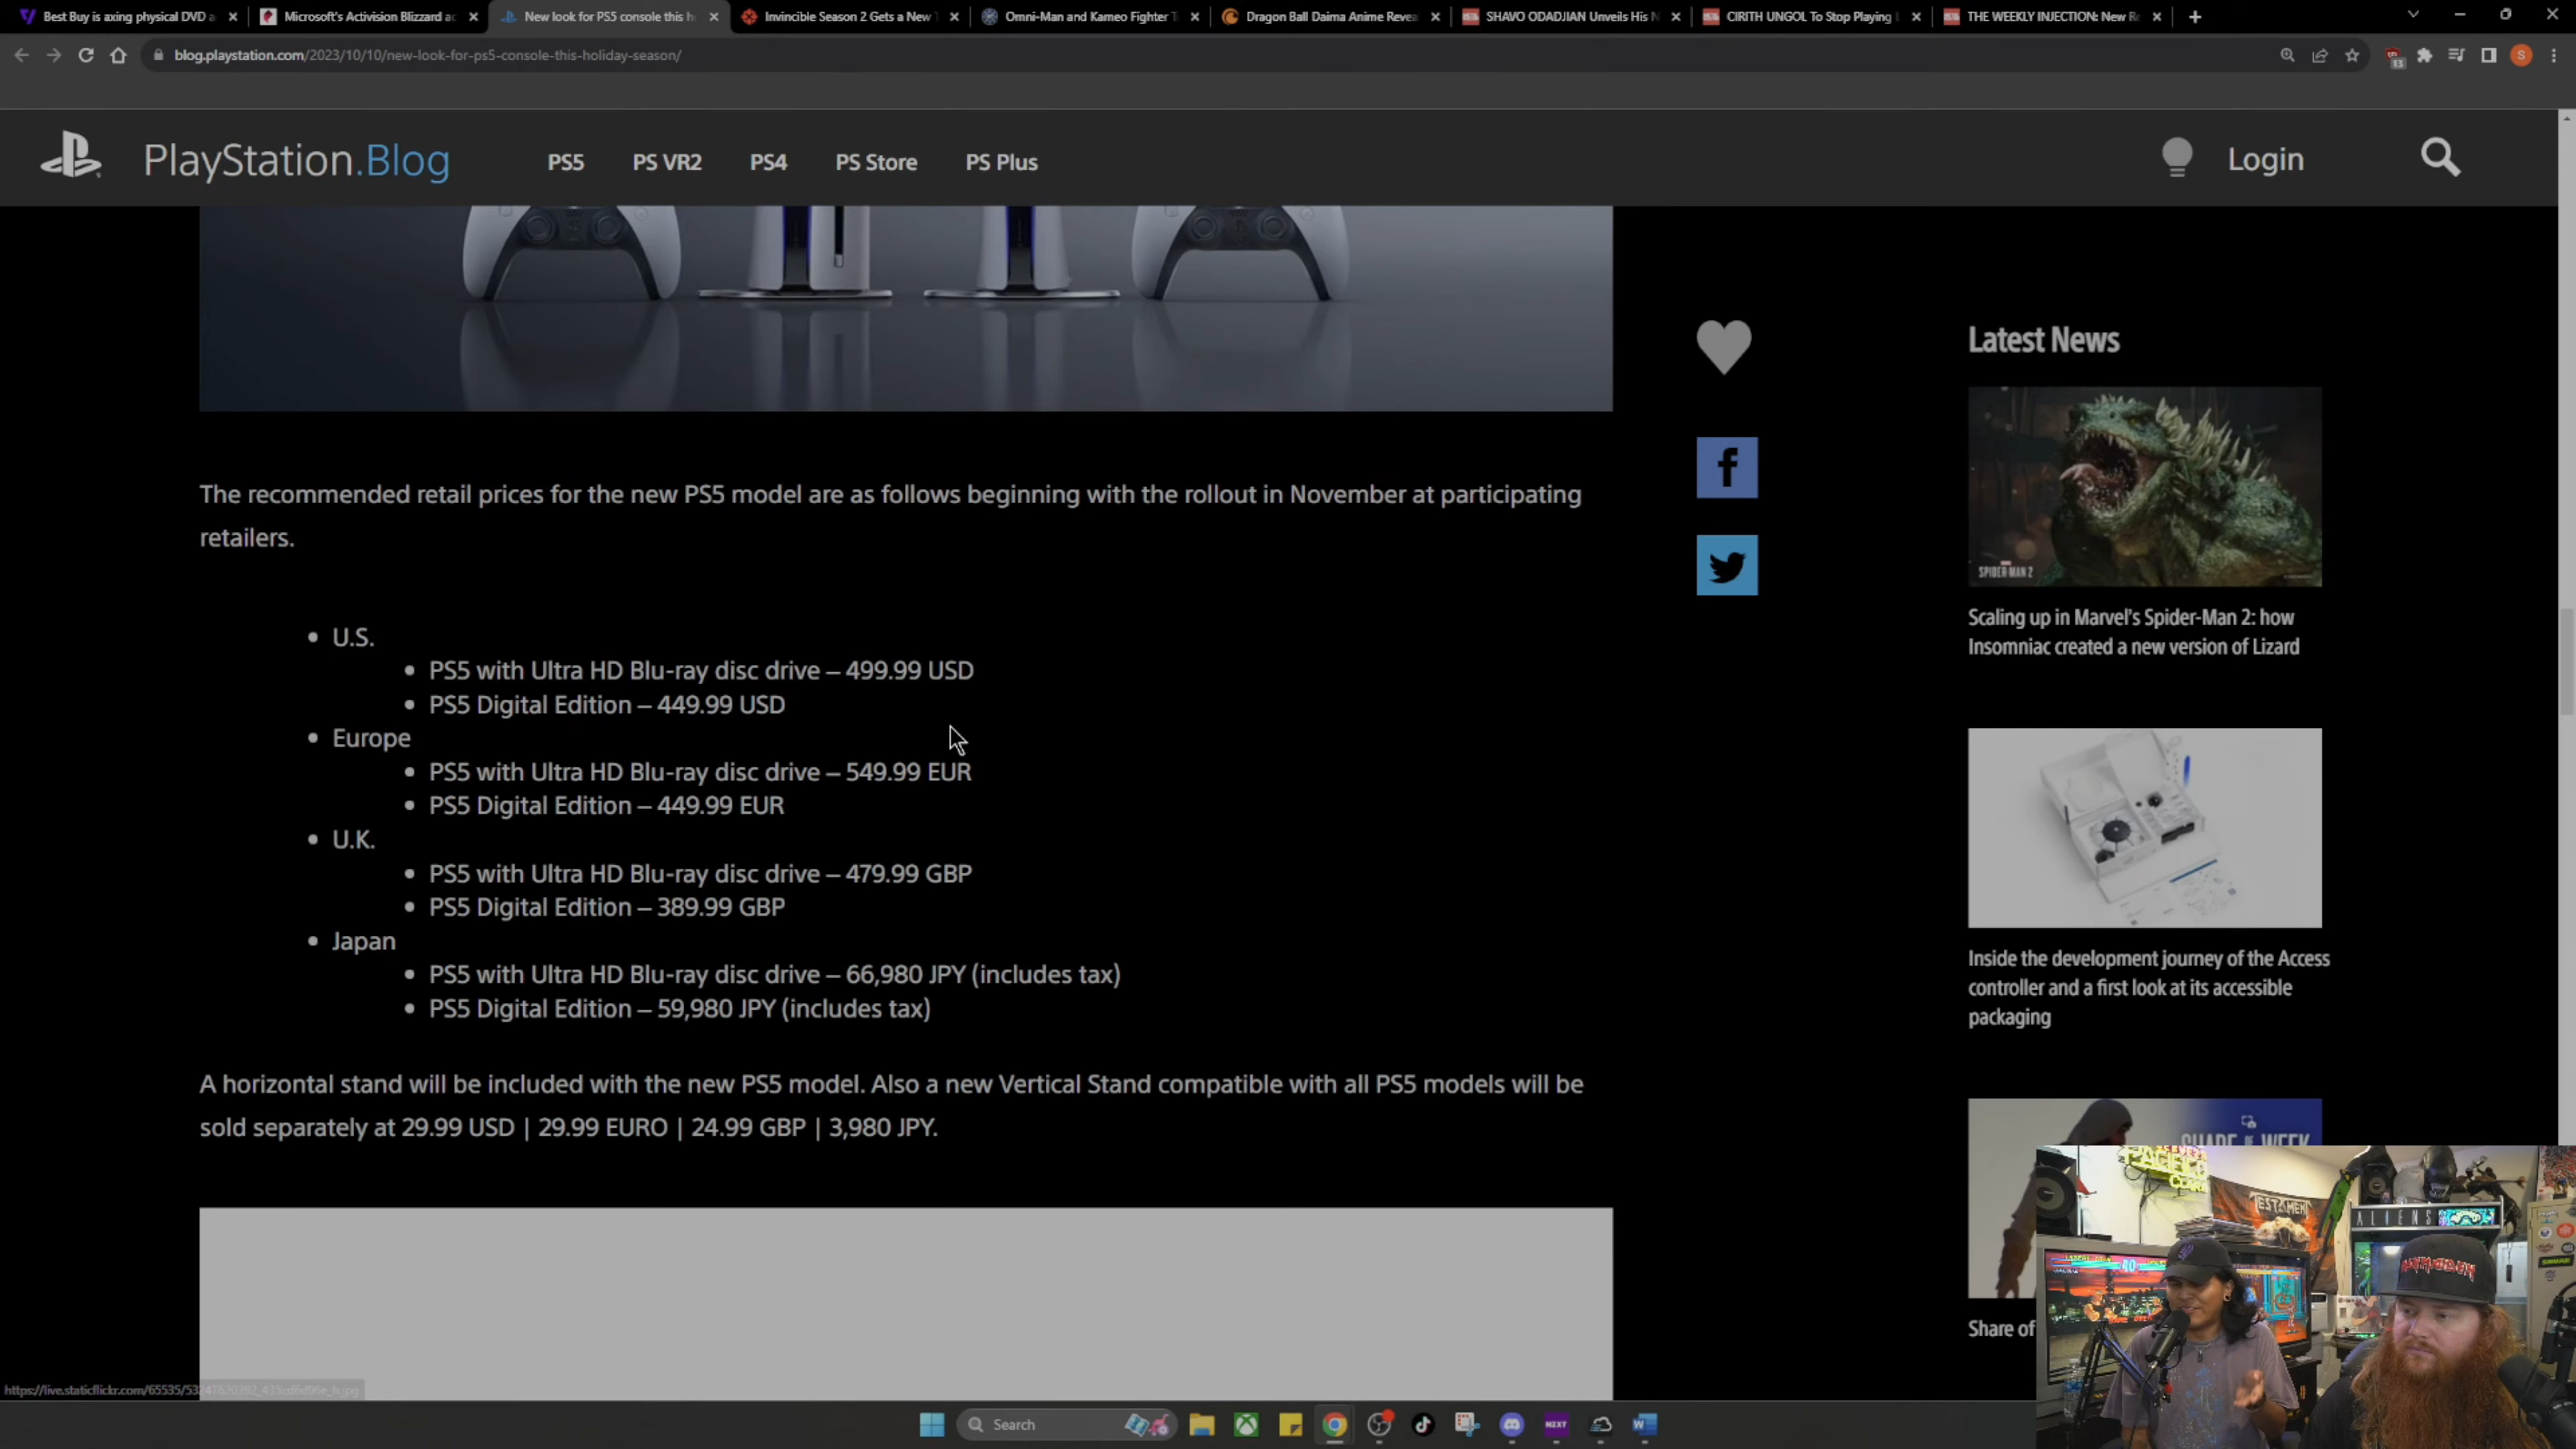 Best Buy is axing physical DVD a
Microsoft's Activision Blizzard ac
New look for PS5 console this h
Invincible Season 2 Gets a New
Omni-Man and Kameo Fighter T
Dragon Ball Daima Anime Revea
SHAVO ODADJIAN Unveils His N
CIRITH UNGOL To Stop Playing L
THE WEEKLY INJECTION: New Re
blog.playstation.com/2023/10/10/new-look-for-ps5-console-this-holiday-season/
13
S
PlayStation.Blog
PS5
PS VR2
PS4
PS Store
PS Plus
Login
The recommended retail prices for the new PS5 model are as follows beginning with the rollout in November at participating
retailers.
• U.S.
• PS5 with Ultra HD Blu-ray disc drive – 499.99 USD
• PS5 Digital Edition – 449.99 USD
• Europe
• PS5 with Ultra HD Blu-ray disc drive – 549.99 EUR
• PS5 Digital Edition – 449.99 EUR
• U.K.
• PS5 with Ultra HD Blu-ray disc drive – 479.99 GBP
• PS5 Digital Edition – 389.99 GBP
• Japan
• PS5 with Ultra HD Blu-ray disc drive – 66,980 JPY (includes tax)
• PS5 Digital Edition – 59,980 JPY (includes tax)
A horizontal stand will be included with the new PS5 model. Also a new Vertical Stand compatible with all PS5 models will be
sold separately at 29.99 USD | 29.99 EURO | 24.99 GBP | 3,980 JPY.
Latest News
SPIDER-MAN 2
Scaling up in Marvel's Spider-Man 2: how
Insomniac created a new version of Lizard
Inside the development journey of the Access
controller and a first look at its accessible
packaging
SHARE OF WEEK
Share of
TESTAMENT
ALIENS
Search
NZXT